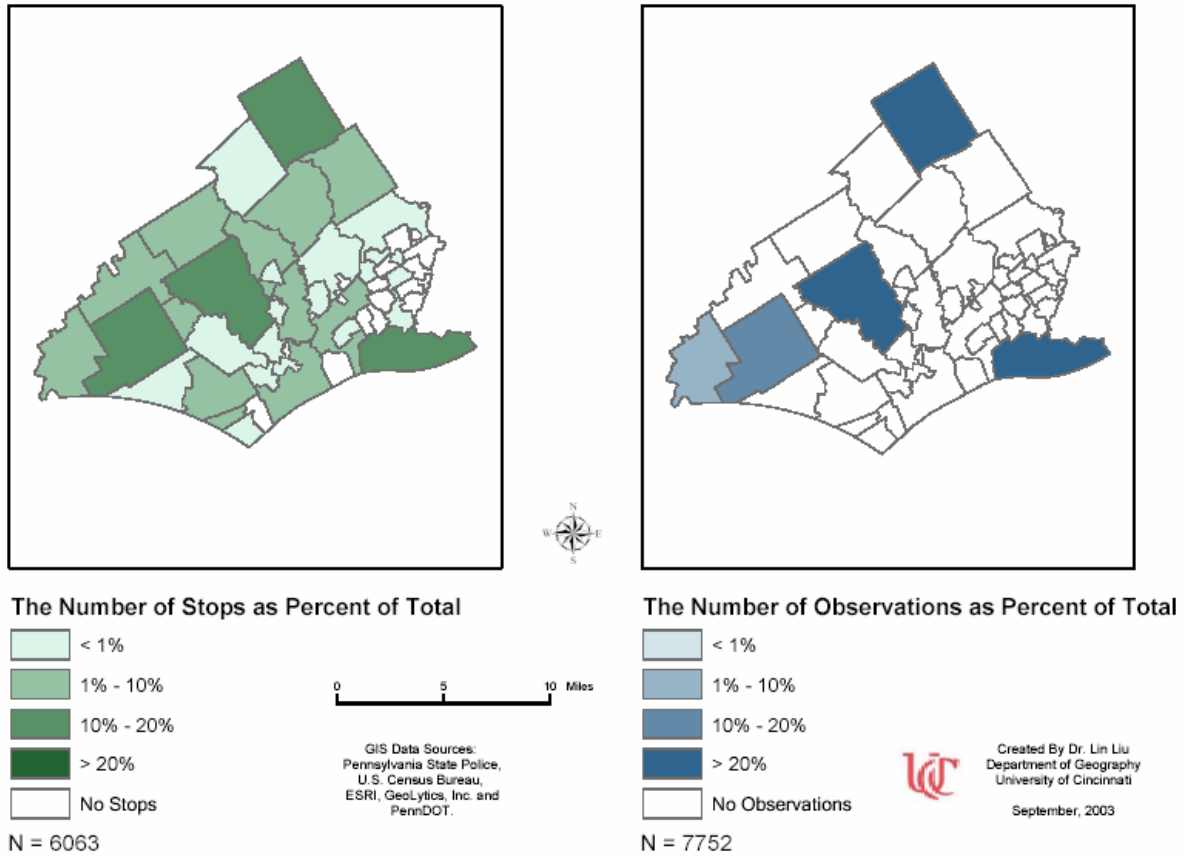 N
W E
S
The Number of Stops as Percent of Total
< 1%
1% - 10%
10% - 20%
> 20%
No Stops
N = 6063
0 5 10 Miles
GIS Data Sources:
Pennsylvania State Police,
U.S. Census Bureau,
ESRI, GeoLytics, Inc. and
PennDOT.
The Number of Observations as Percent of Total
< 1%
1% - 10%
10% - 20%
> 20%
No Observations
N = 7752
UC
Created By Dr. Lin Liu
Department of Geography
University of Cincinnati
September, 2003